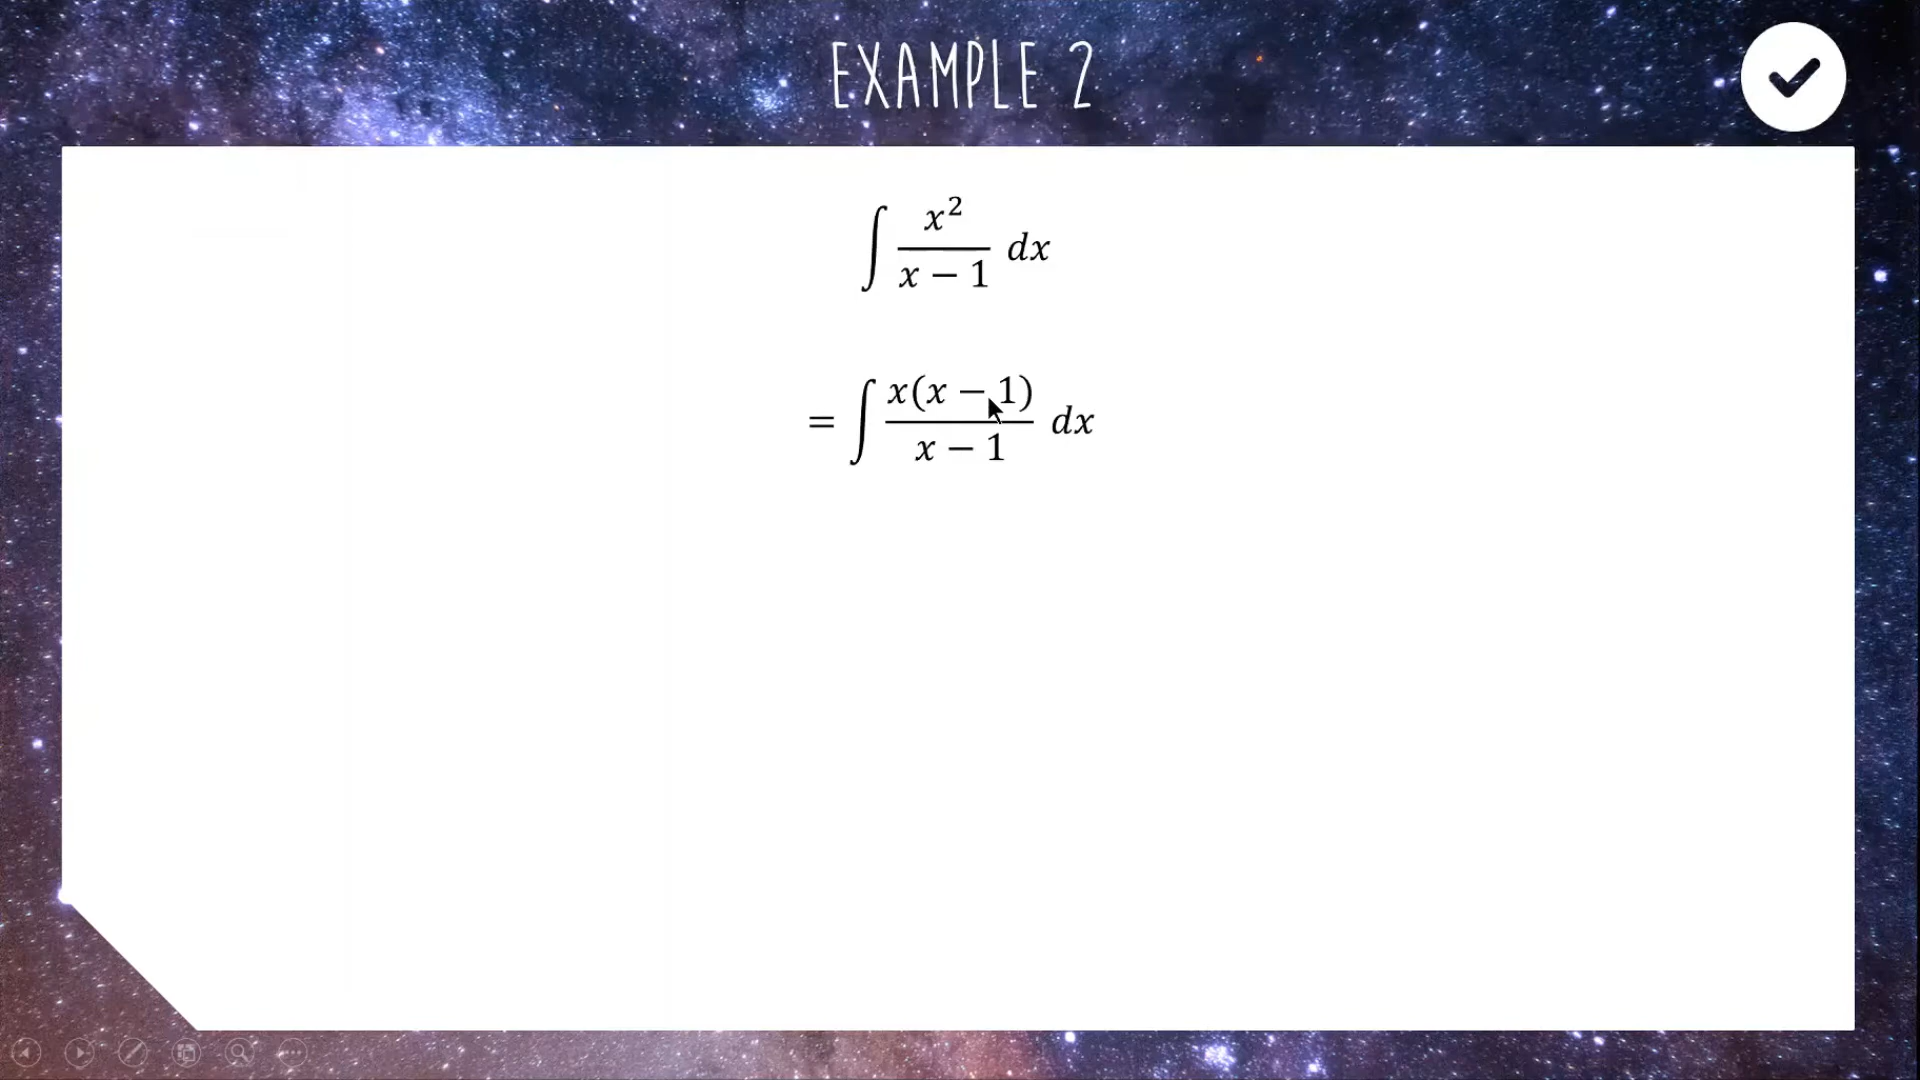 EXAMPLE 2
∫ x² / (x − 1) dx
= ∫ x(x − 1) / (x − 1) dx